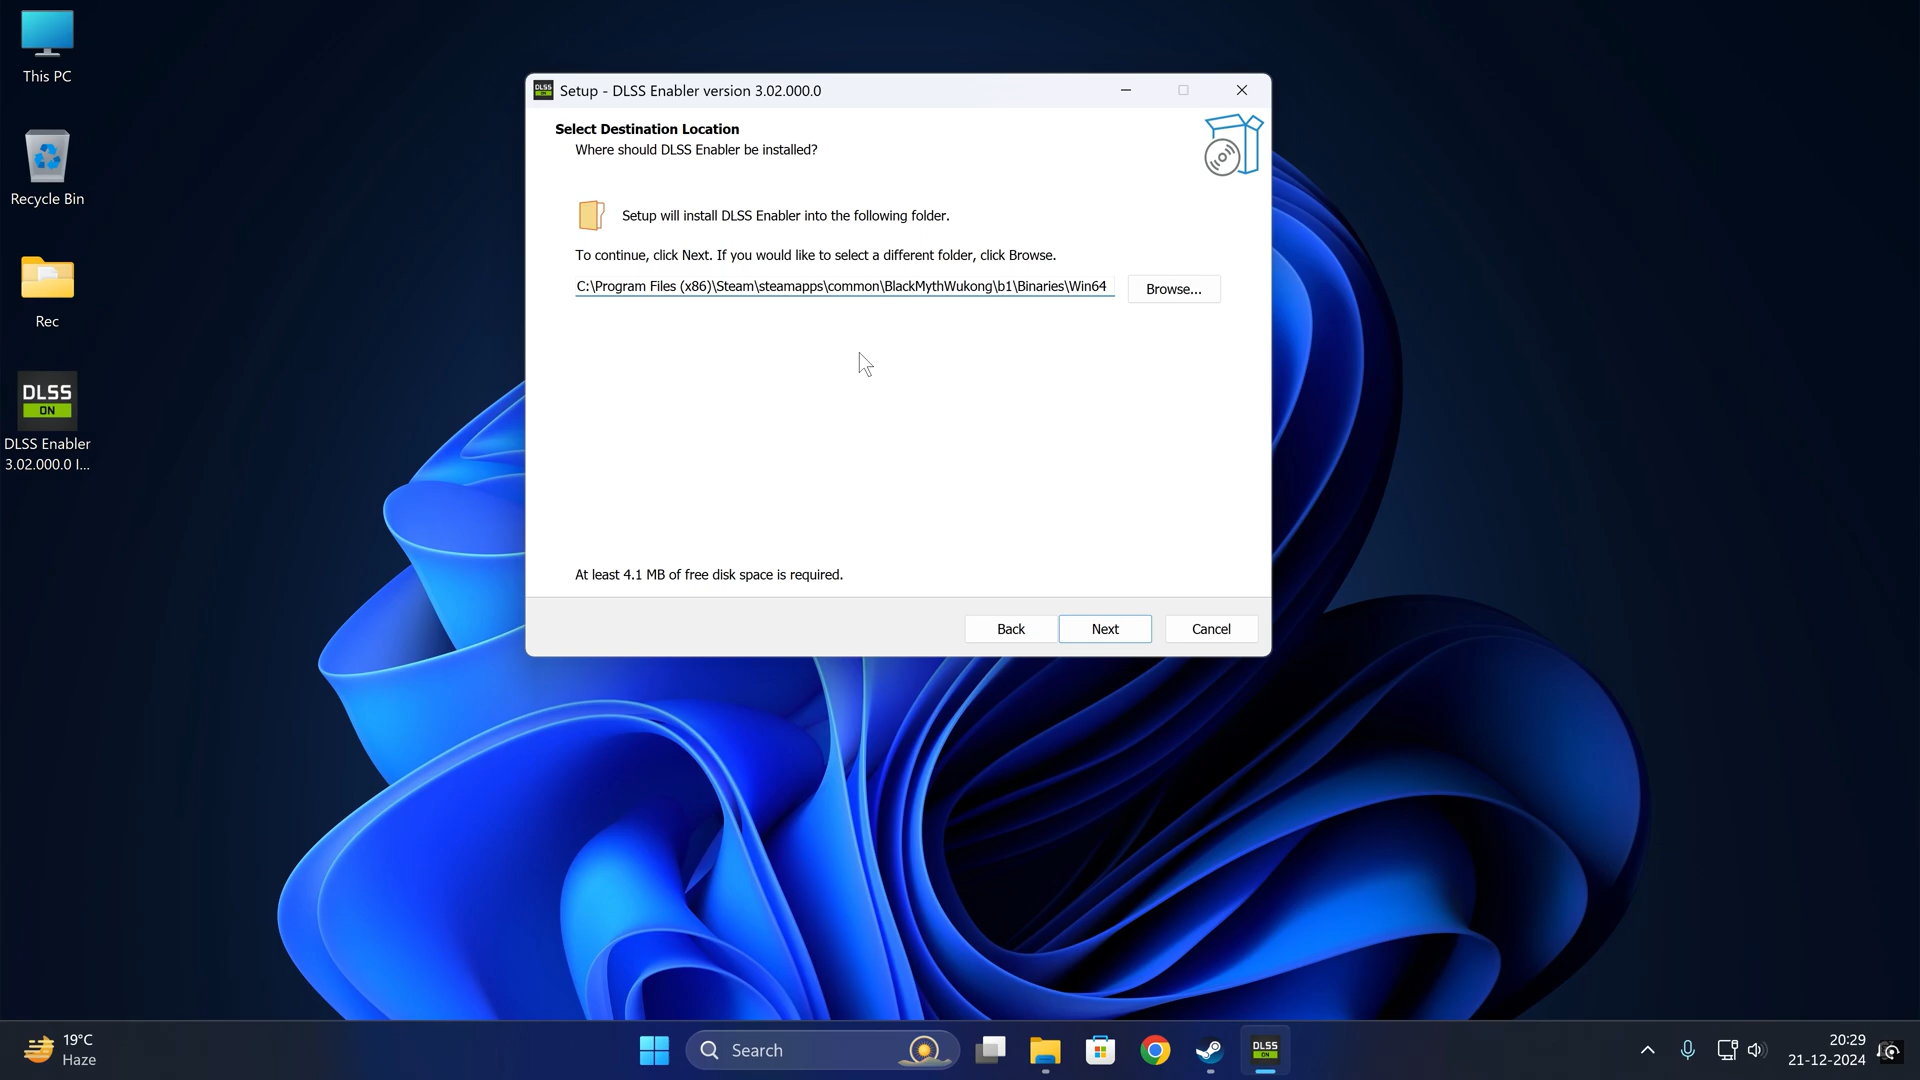 This PC
Recycle Bin
Rec
DLSS
ON
DLSS Enabler
3.02.000.0 I...
DLSS
Setup - DLSS Enabler version 3.02.000.0
Select Destination Location
Where should DLSS Enabler be installed?
Setup will install DLSS Enabler into the following folder.
To continue, click Next. If you would like to select a different folder, click Browse.
C:\Program Files (x86)\Steam\steamapps\common\BlackMythWukong\b1\Binaries\Win64
Browse...
At least 4.1 MB of free disk space is required.
Back
Next
Cancel
19°C
Haze
Search
DLSS
ON
20:29
21-12-2024